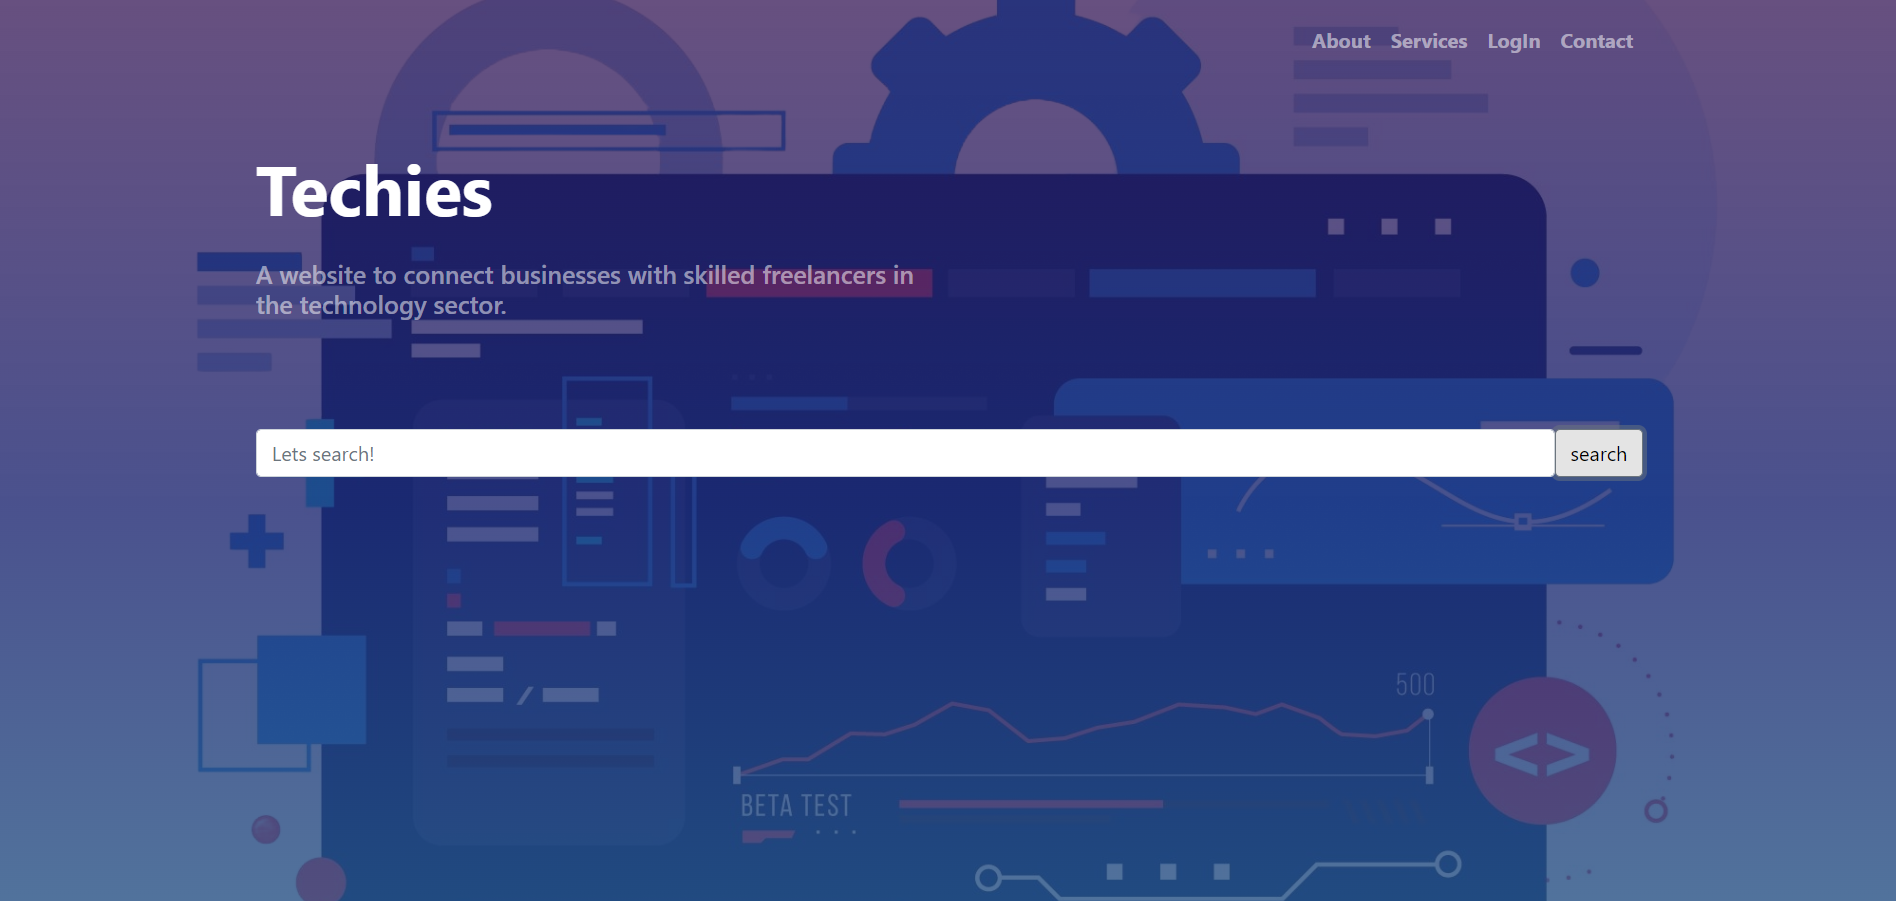 About Services LogIn Contact
Techies
A website to connect businesses with skilled freelancers in
the technology sector.
Lets search!
search
500
<>
BETA TEST